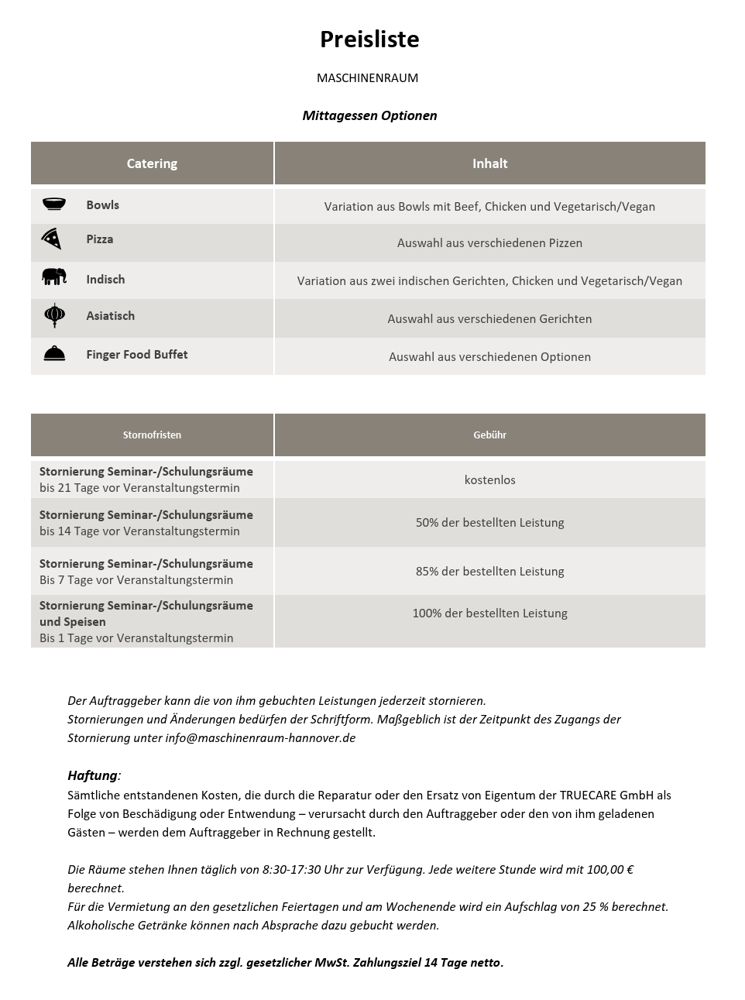 Preisliste
MASCHINENRAUM
Mittagessen Optionen
Catering Inhalt
Bowls Variation aus Bowls mit Beef, Chicken und Vegetarisch/Vegan
Pizza Auswahl aus verschiedenen Pizzen
Indisch Variation aus zwei indischen Gerichten, Chicken und Vegetarisch/Vegan
Asiatisch Auswahl aus verschiedenen Gerichten
Finger Food Buffet Auswahl aus verschiedenen Optionen
Stornofristen Gebühr
Stornierung Seminar-/Schulungsräume
bis 21 Tage vor Veranstaltungstermin
kostenlos
Stornierung Seminar-/Schulungsräume
bis 14 Tage vor Veranstaltungstermin
50% der bestellten Leistung
Stornierung Seminar-/Schulungsräume
Bis 7 Tage vor Veranstaltungstermin
85% der bestellten Leistung
Stornierung Seminar-/Schulungsräume
und Speisen
Bis 1 Tage vor Veranstaltungstermin
100% der bestellten Leistung
Der Auftraggeber kann die von ihm gebuchten Leistungen jederzeit stornieren.
Stornierungen und Änderungen bedürfen der Schriftform. Maßgeblich ist der Zeitpunkt des Zugangs der
Stornierung unter info@maschinenraum-hannover.de
Haftung:
Sämtliche entstandenen Kosten, die durch die Reparatur oder den Ersatz von Eigentum der TRUECARE GmbH als
Folge von Beschädigung oder Entwendung – verursacht durch den Auftraggeber oder den von ihm geladenen
Gästen – werden dem Auftraggeber in Rechnung gestellt.
Die Räume stehen Ihnen täglich von 8:30-17:30 Uhr zur Verfügung. Jede weitere Stunde wird mit 100,00 €
berechnet.
Für die Vermietung an den gesetzlichen Feiertagen und am Wochenende wird ein Aufschlag von 25 % berechnet.
Alkoholische Getränke können nach Absprache dazu gebucht werden.
Alle Beträge verstehen sich zzgl. gesetzlicher MwSt. Zahlungsziel 14 Tage netto.